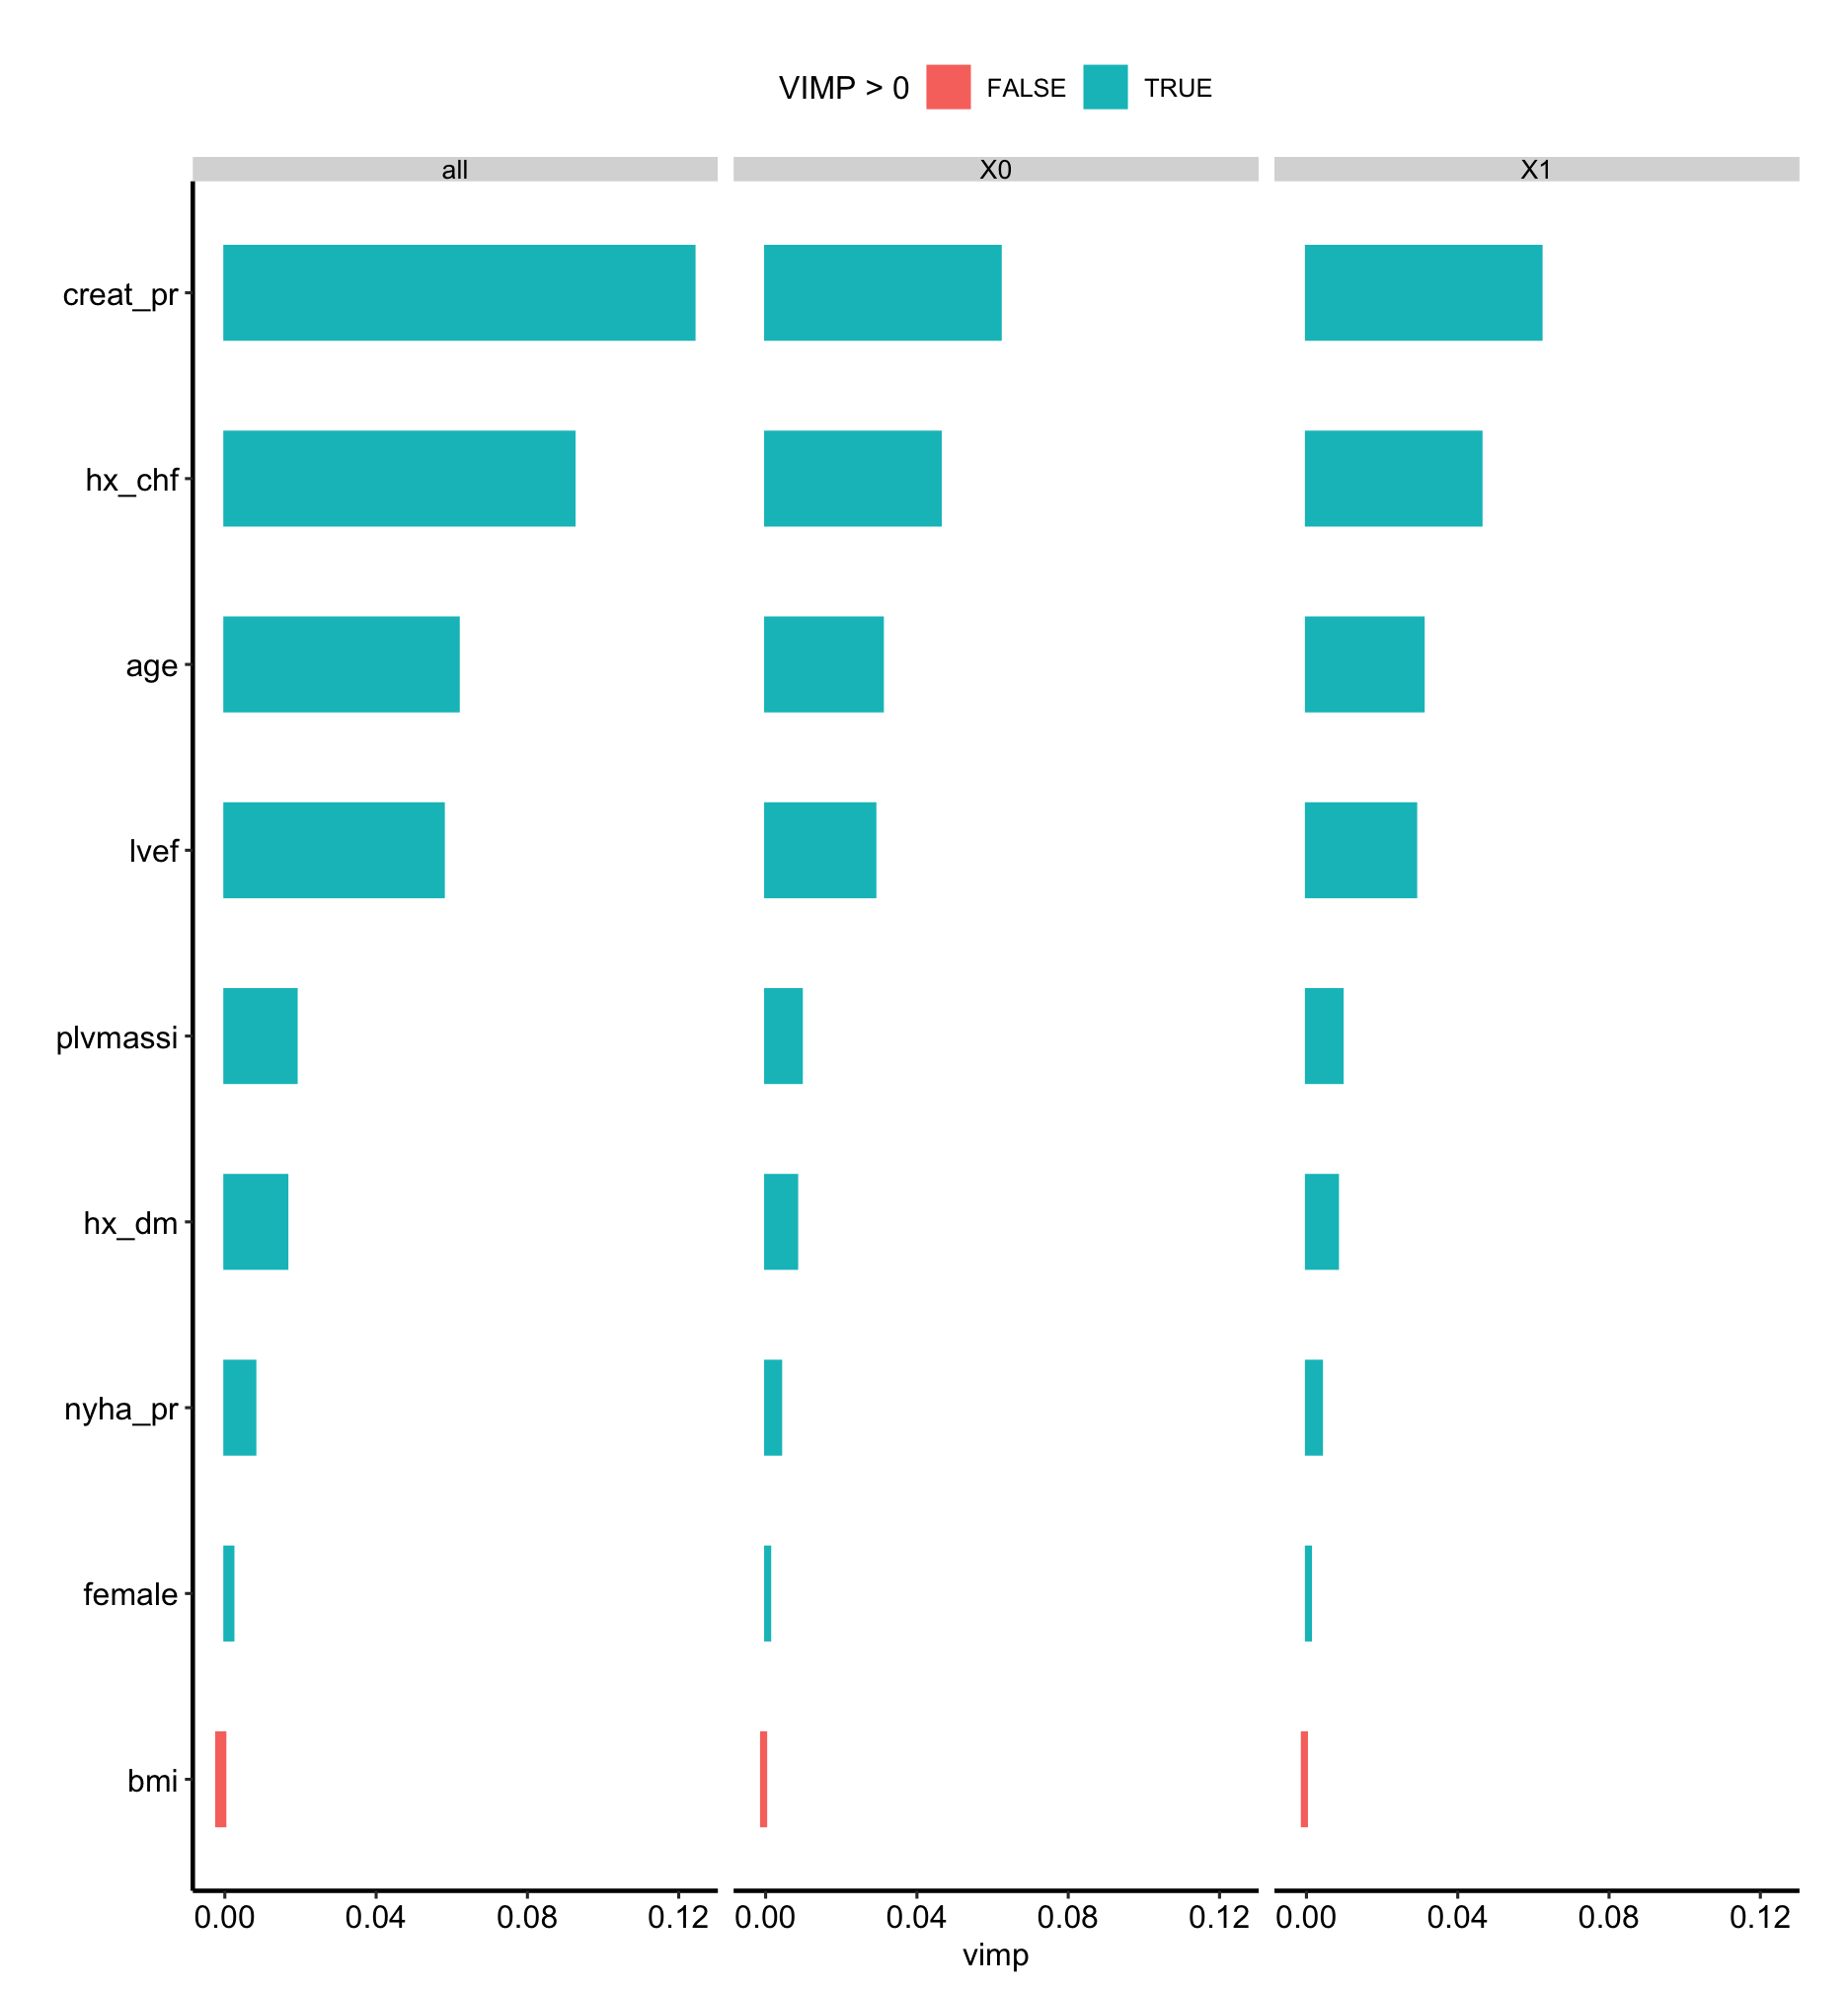 VIMP > 0 FALSE TRUE
all X0 X1
creat_pr
hx_chf
age
lvef
plvmassi
hx_dm
nyha_pr
female
bmi
0.00 0.04 0.08 0.12 0.00 0.04 0.08 0.12 0.00 0.04 0.08 0.12
vimp